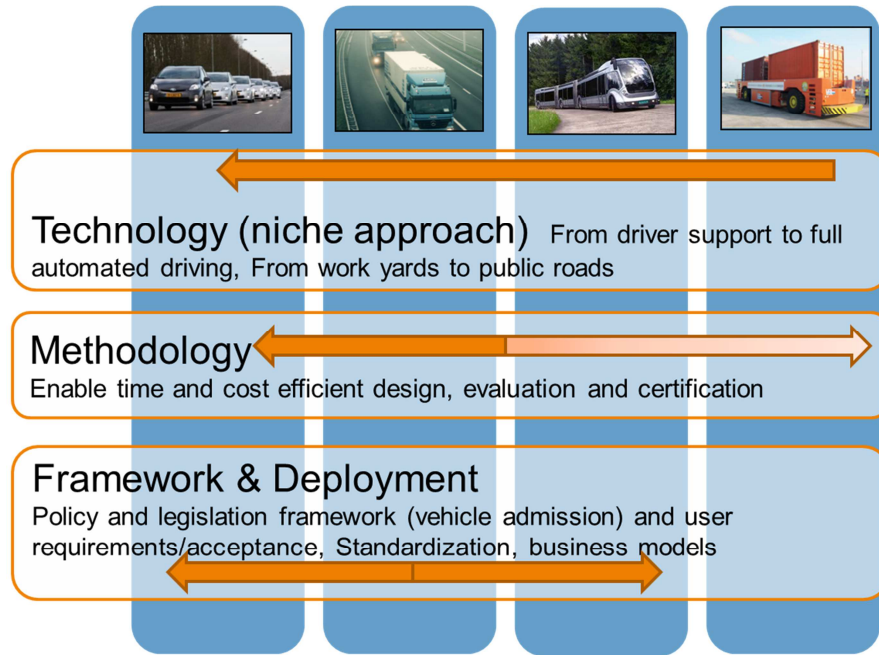 Technology (niche approach) From driver support to full
automated driving, From work yards to public roads
Methodology
Enable time and cost efficient design, evaluation and certification
Framework & Deployment
Policy and legislation framework (vehicle admission) and user
requirements/acceptance, Standardization, business models